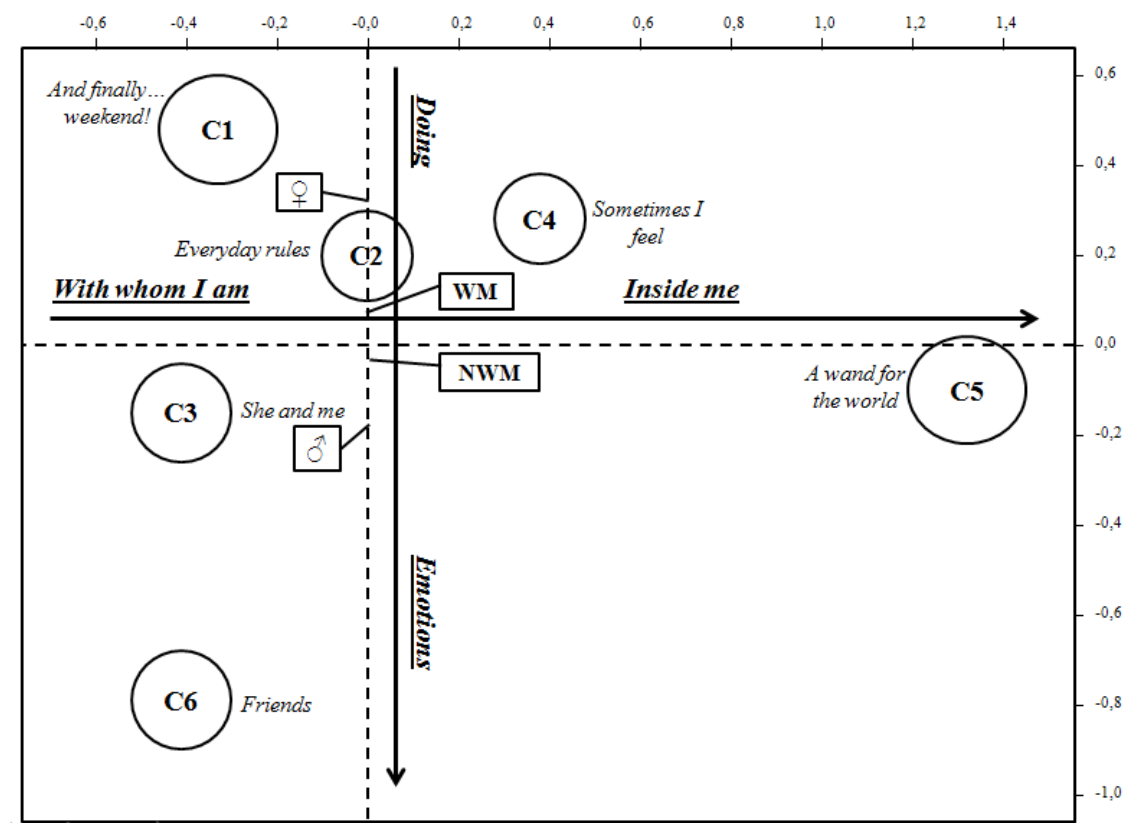 -0,6 -0,4 -0,2 -0,0 0,2 0,4 0,6 0,8 1,0 1,2 1,4
And finally…
weekend!
C1
Doing
0,6
0,4
♀
C4
Sometimes I
feel
Everyday rules
C2
0,2
With whom I am
WM
Inside me
0,0
NWM
A wand for
the world
C5
C3
She and me
♂
-0,2
-0,4
Emotions
-0,6
C6
Friends
-0,8
-1,0